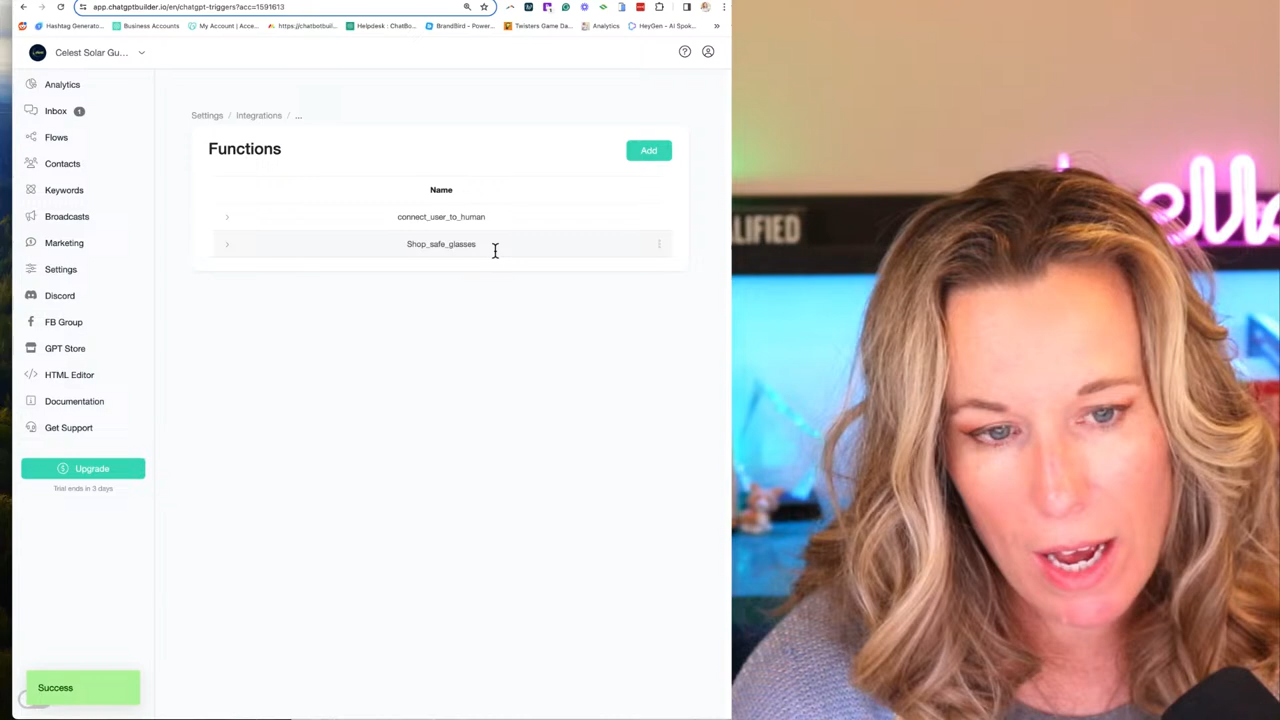 app.chatgptbuilder.io/en/chatgpt-triggers?acc=1591613
Hashtag Generato...
Business Accounts
My Account | Acce...
https://chatbotbuil...
Helpdesk : ChatBo...
BrandBird – Power...
Twisters Game Da...
Analytics
HeyGen - AI Spok...
Celest Solar Gu...
Analytics
Inbox 1
Flows
Contacts
Keywords
Broadcasts
Marketing
Settings
Discord
FB Group
GPT Store
HTML Editor
Documentation
Get Support
Upgrade
Trial ends in 3 days
Settings / Integrations / ...
Functions
Add
Name
connect_user_to_human
Shop_safe_glasses
Success
ALIFIED